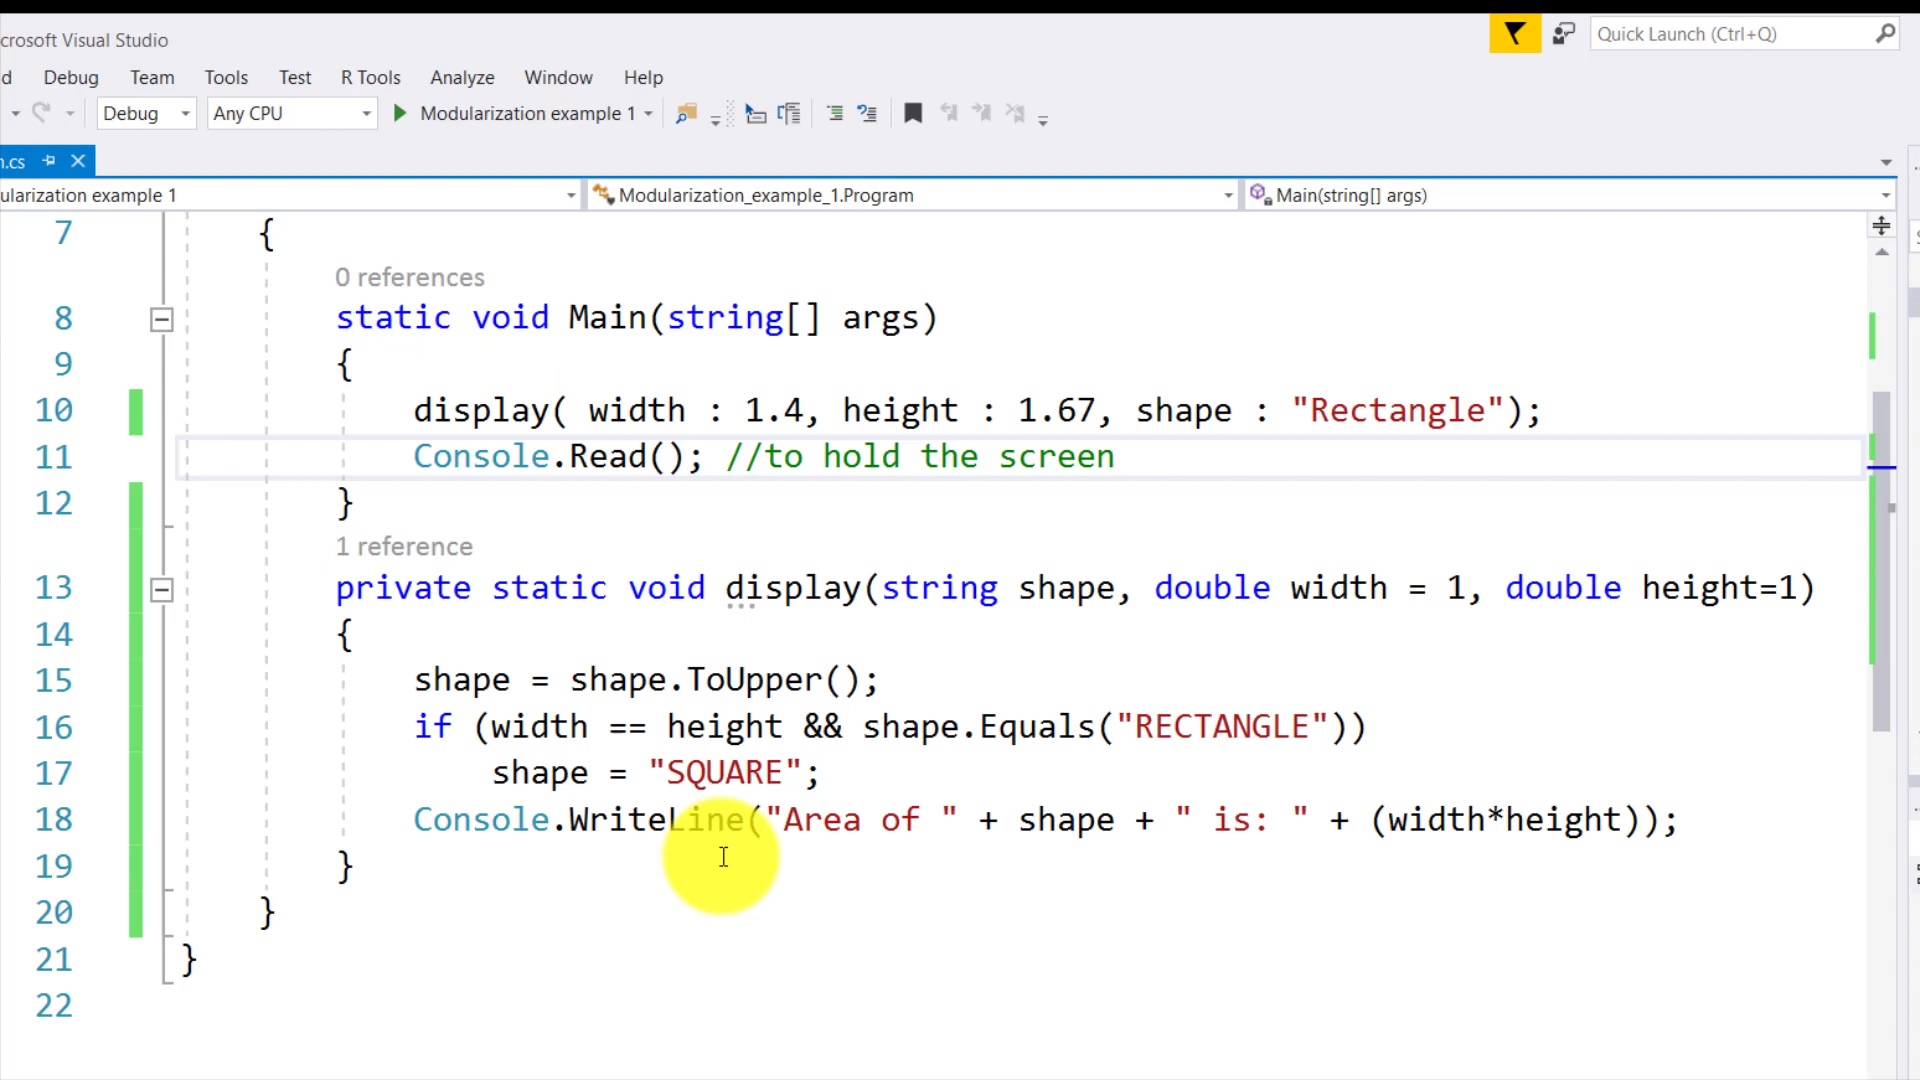 crosoft Visual Studio
Quick Launch (Ctrl+Q)
d Debug Team Tools Test R Tools Analyze Window Help
Debug Any CPU Modularization example 1
n.cs
ularization example 1 Modularization_example_1.Program Main(string[] args)
7 {
0 references
8 static void Main(string[] args)
9 {
10 display( width : 1.4, height : 1.67, shape : "Rectangle");
11 Console.Read(); //to hold the screen
12 }
1 reference
13 private static void display(string shape, double width = 1, double height=1)
14 {
15 shape = shape.ToUpper();
16 if (width == height && shape.Equals("RECTANGLE"))
17 shape = "SQUARE";
18 Console.WriteLine("Area of " + shape + " is: " + (width*height));
19 }
20 }
21 }
22